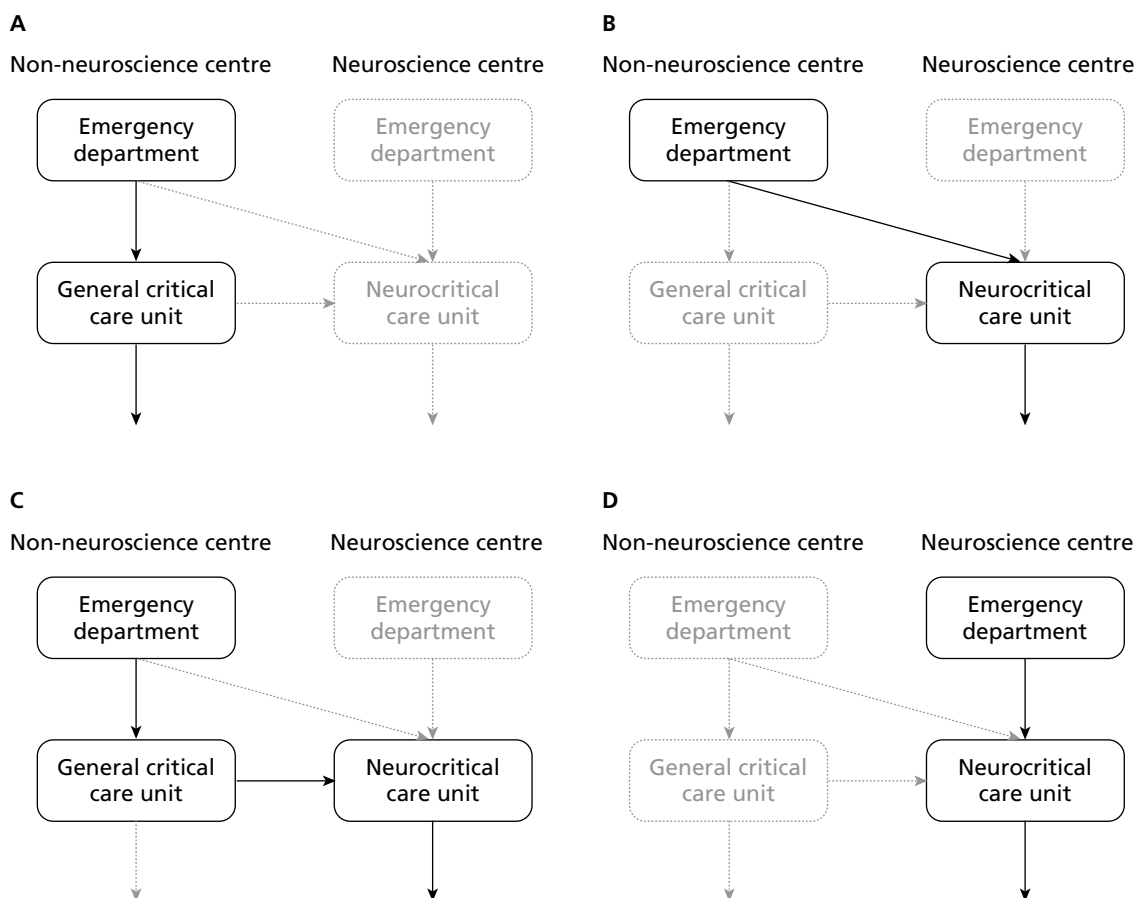 A
Non-neuroscience centre
Neuroscience centre
Emergency
department
Emergency
department
General critical
care unit
Neurocritical
care unit
B
Non-neuroscience centre
Neuroscience centre
Emergency
department
Emergency
department
General critical
care unit
Neurocritical
care unit
C
Non-neuroscience centre
Neuroscience centre
Emergency
department
Emergency
department
General critical
care unit
Neurocritical
care unit
D
Non-neuroscience centre
Neuroscience centre
Emergency
department
Emergency
department
General critical
care unit
Neurocritical
care unit